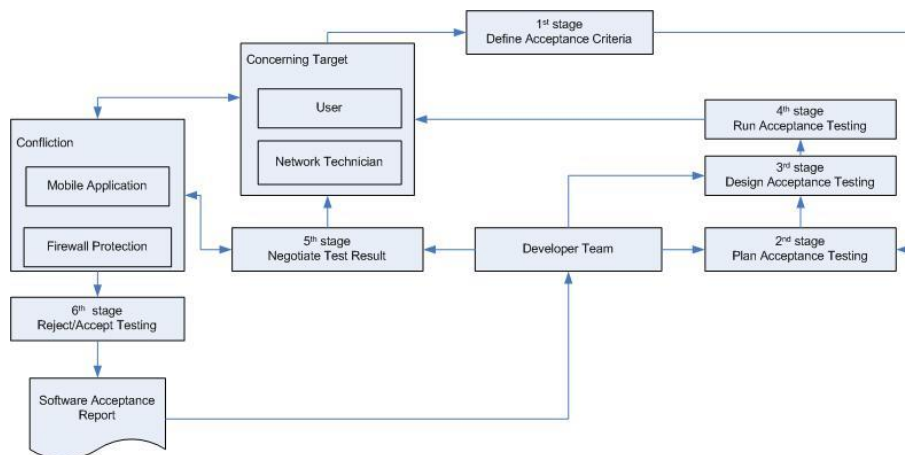 1st stage
Define Acceptance Criteria
Concerning Target
User
Network Technician
4th stage
Run Acceptance Testing
Confliction
Mobile Application
Firewall Protection
3rd stage
Design Acceptance Testing
5th stage
Negotiate Test Result
Developer Team
2nd stage
Plan Acceptance Testing
6th stage
Reject/Accept Testing
Software Acceptance
Report